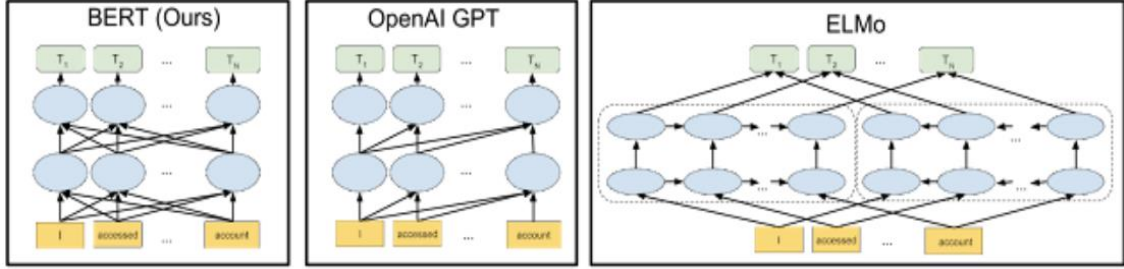 BERT (Ours)
T1 T2 ... TN
...
...
I accessed ... account
OpenAI GPT
T1 T2 ... TN
...
...
I accessed ... account
ELMo
T1 T2 ... TN
... ...
... ...
I accessed ... account